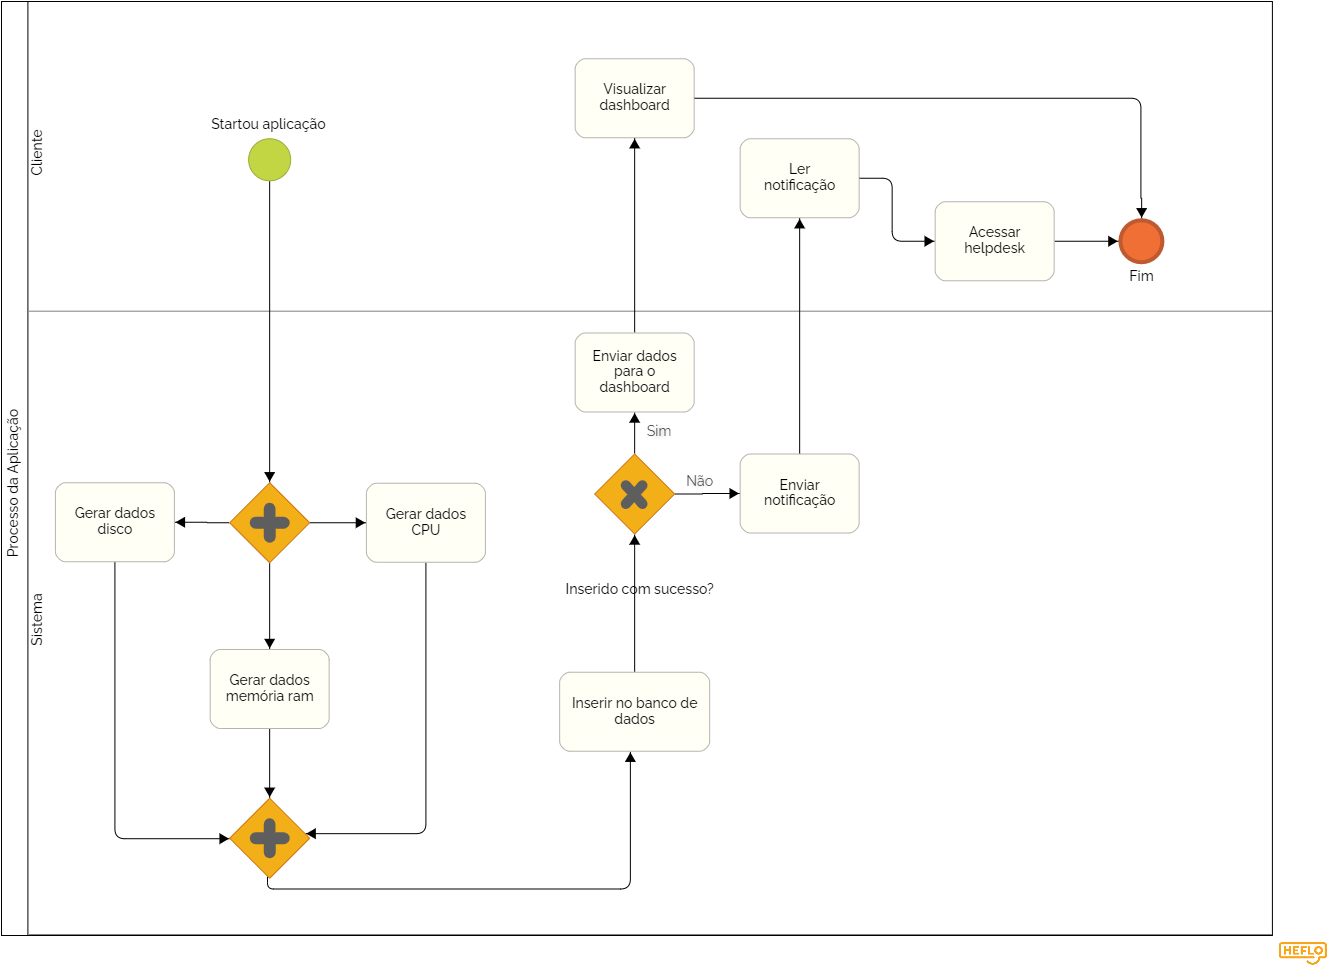 Processo da Aplicação
Cliente
Startou aplicação
Visualizar
dashboard
Ler
notificação
Acessar
helpdesk
Fim
Sistema
Enviar dados
para o
dashboard
Sim
Não
Enviar
notificação
Gerar dados
disco
Gerar dados
CPU
Inserido com sucesso?
Gerar dados
memória ram
Inserir no banco de
dados
HEFLO